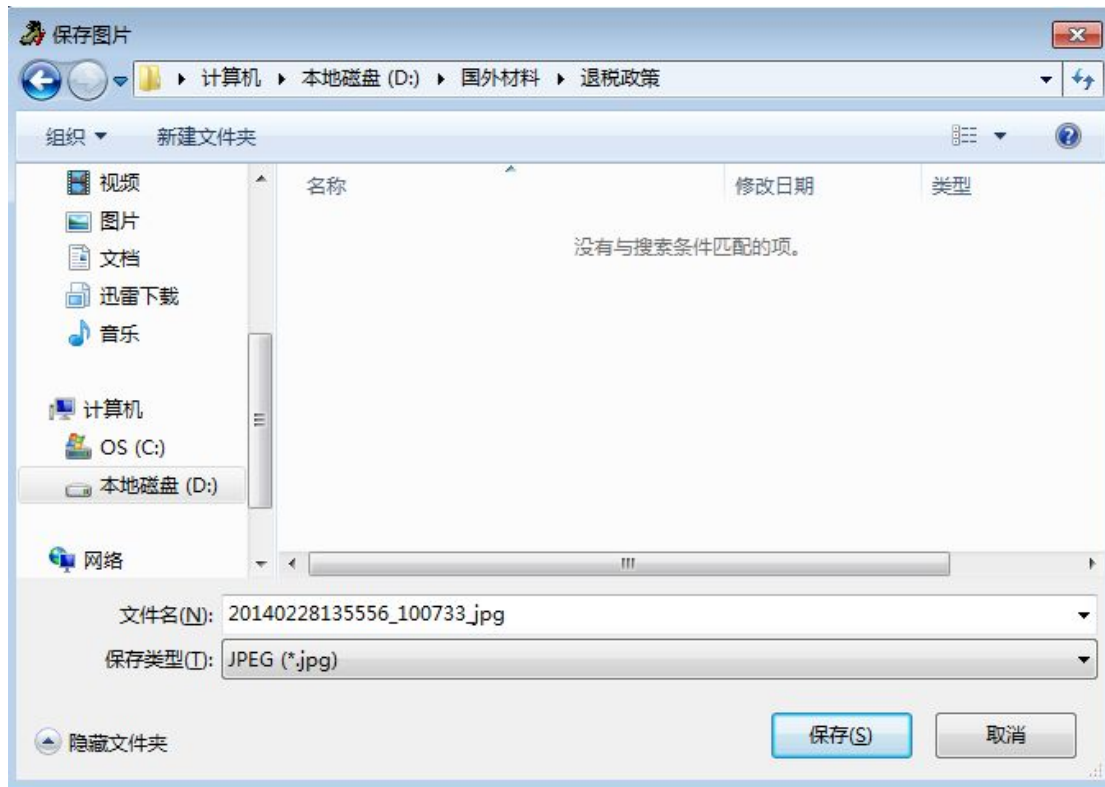 保存图片
计算机 本地磁盘 (D:) 国外材料 退税政策
组织 新建文件夹
视频
图片
文档
迅雷下载
音乐
计算机
OS (C:)
本地磁盘 (D:)
网络
名称 修改日期 类型
没有与搜索条件匹配的项。
文件名(N): 20140228135556_100733_jpg
保存类型(T): JPEG (*.jpg)
隐藏文件夹 保存(S) 取消